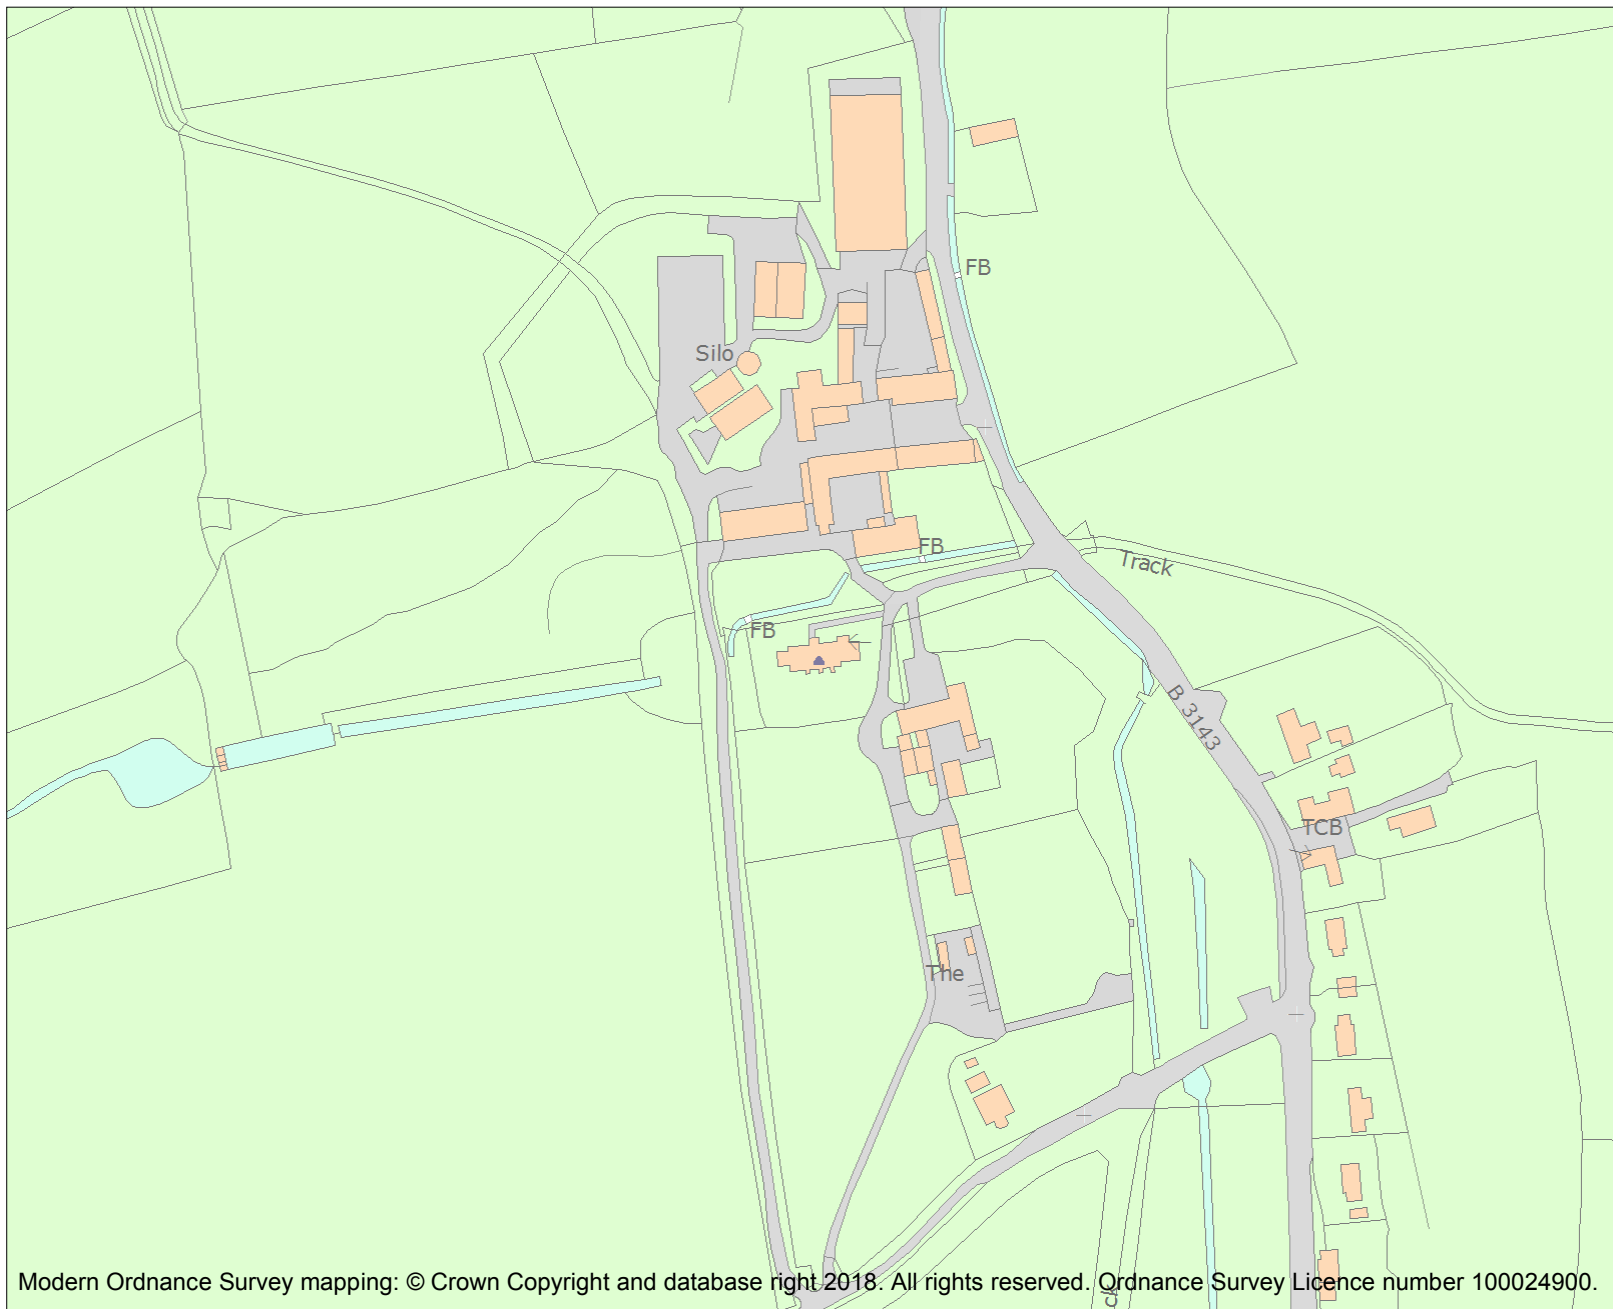 FB
Silo
FB
Track
FB
B 3143
TCB
The
ck
Modern Ordnance Survey mapping: © Crown Copyright and database right 2018. All rights reserved. Ordnance Survey Licence number 100024900.